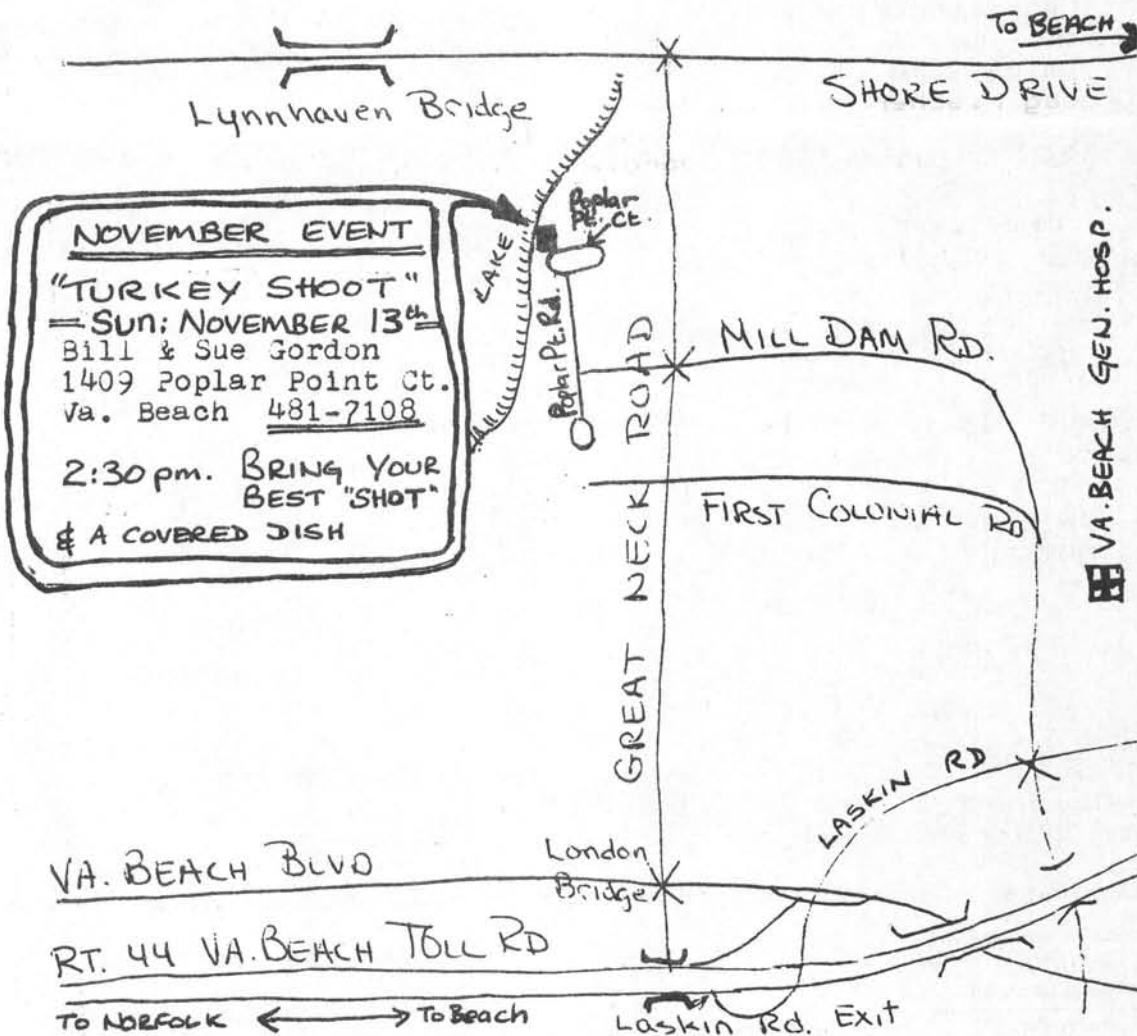 TO BEACH
SHORE DRIVE
Lynnhaven Bridge
NOVEMBER EVENT
"TURKEY SHOOT"
SUN: NOVEMBER 13th
Bill & Sue Gordon
1409 Poplar Point Ct.
Va. Beach 481-7108
2:30 pm. BRING YOUR
BEST "SHOT"
& A COVERED DISH
LAKE
Poplar
Pt. Ct.
Poplar Pt. Rd.
GREAT NECK ROAD
MILL DAM RD.
VA. BEACH GEN. HOSP.
FIRST COLONIAL RD
LASKIN RD
London
Bridge
VA. BEACH BLVD
RT. 44 VA. BEACH TOLL RD
TO NORFOLK
To Beach
Laskin Rd. Exit